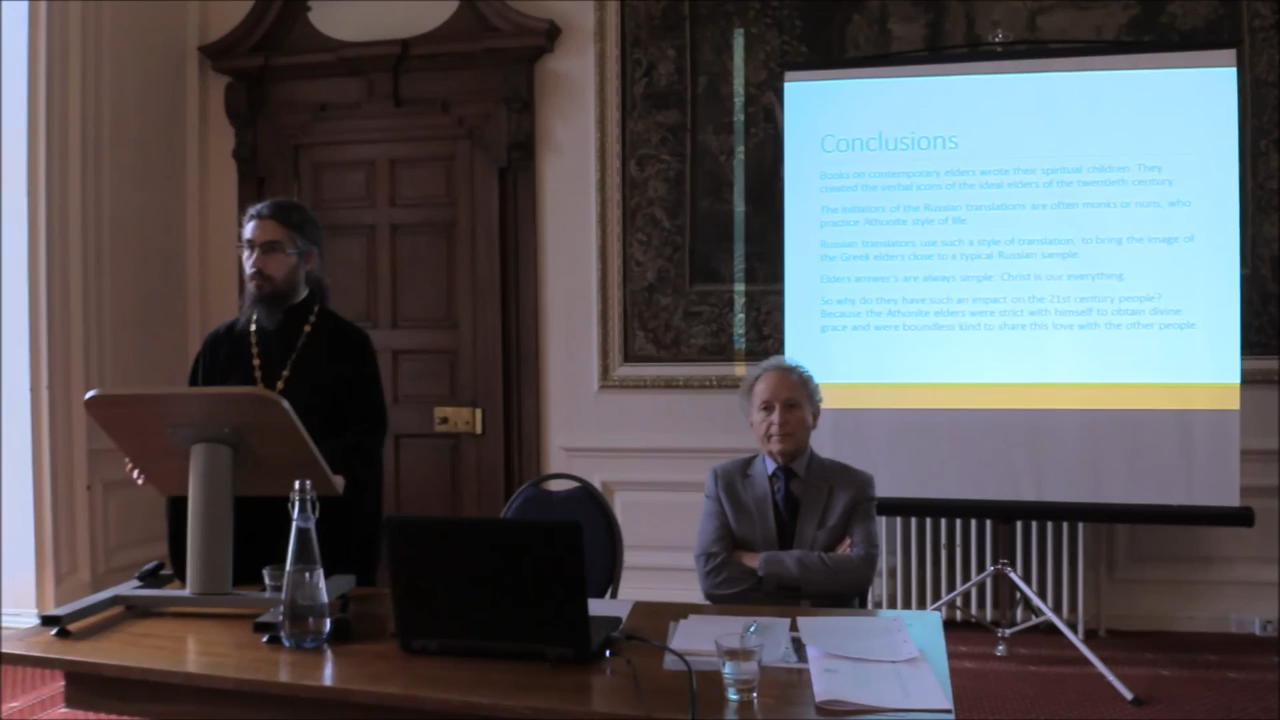 Conclusions
Books on contemporary elders wrote their spiritual children. They
created the verbal icons of the ideal elders of the twentieth century.
The initiators of the Russian translations are often monks or nuns, who
practice Athonite style of life.
Russian translators use such a style of translation, to bring the image of
the Greek elders close to a typical Russian sample.
Elders answer's are always simple: Christ is our everything.
So why do they have such an impact on the 21st century people?
Because the Athonite elders were strict with himself to obtain divine
grace and were boundless kind to share this love with the other people.